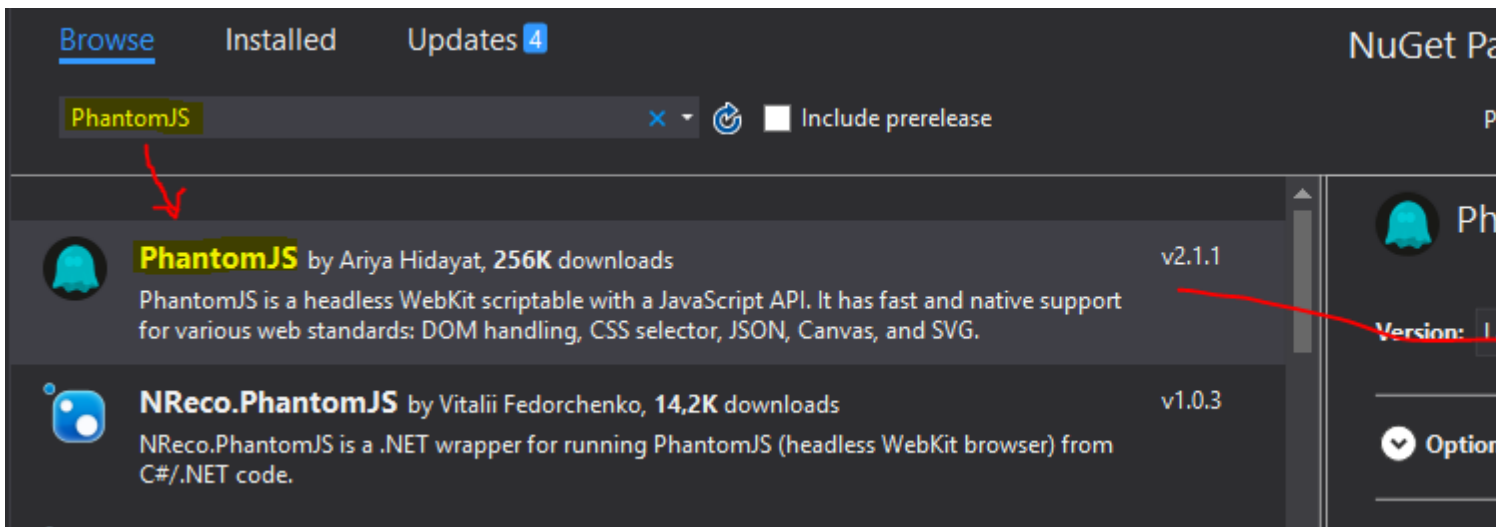 Browse Installed Updates 4
NuGet Pa
PhantomJS
Include prerelease
P
PhantomJS by Ariya Hidayat, 256K downloads v2.1.1
PhantomJS is a headless WebKit scriptable with a JavaScript API. It has fast and native support
for various web standards: DOM handling, CSS selector, JSON, Canvas, and SVG.
Ph
Version: L
NReco.PhantomJS by Vitalii Fedorchenko, 14,2K downloads v1.0.3
NReco.PhantomJS is a .NET wrapper for running PhantomJS (headless WebKit browser) from
C#/.NET code.
Option